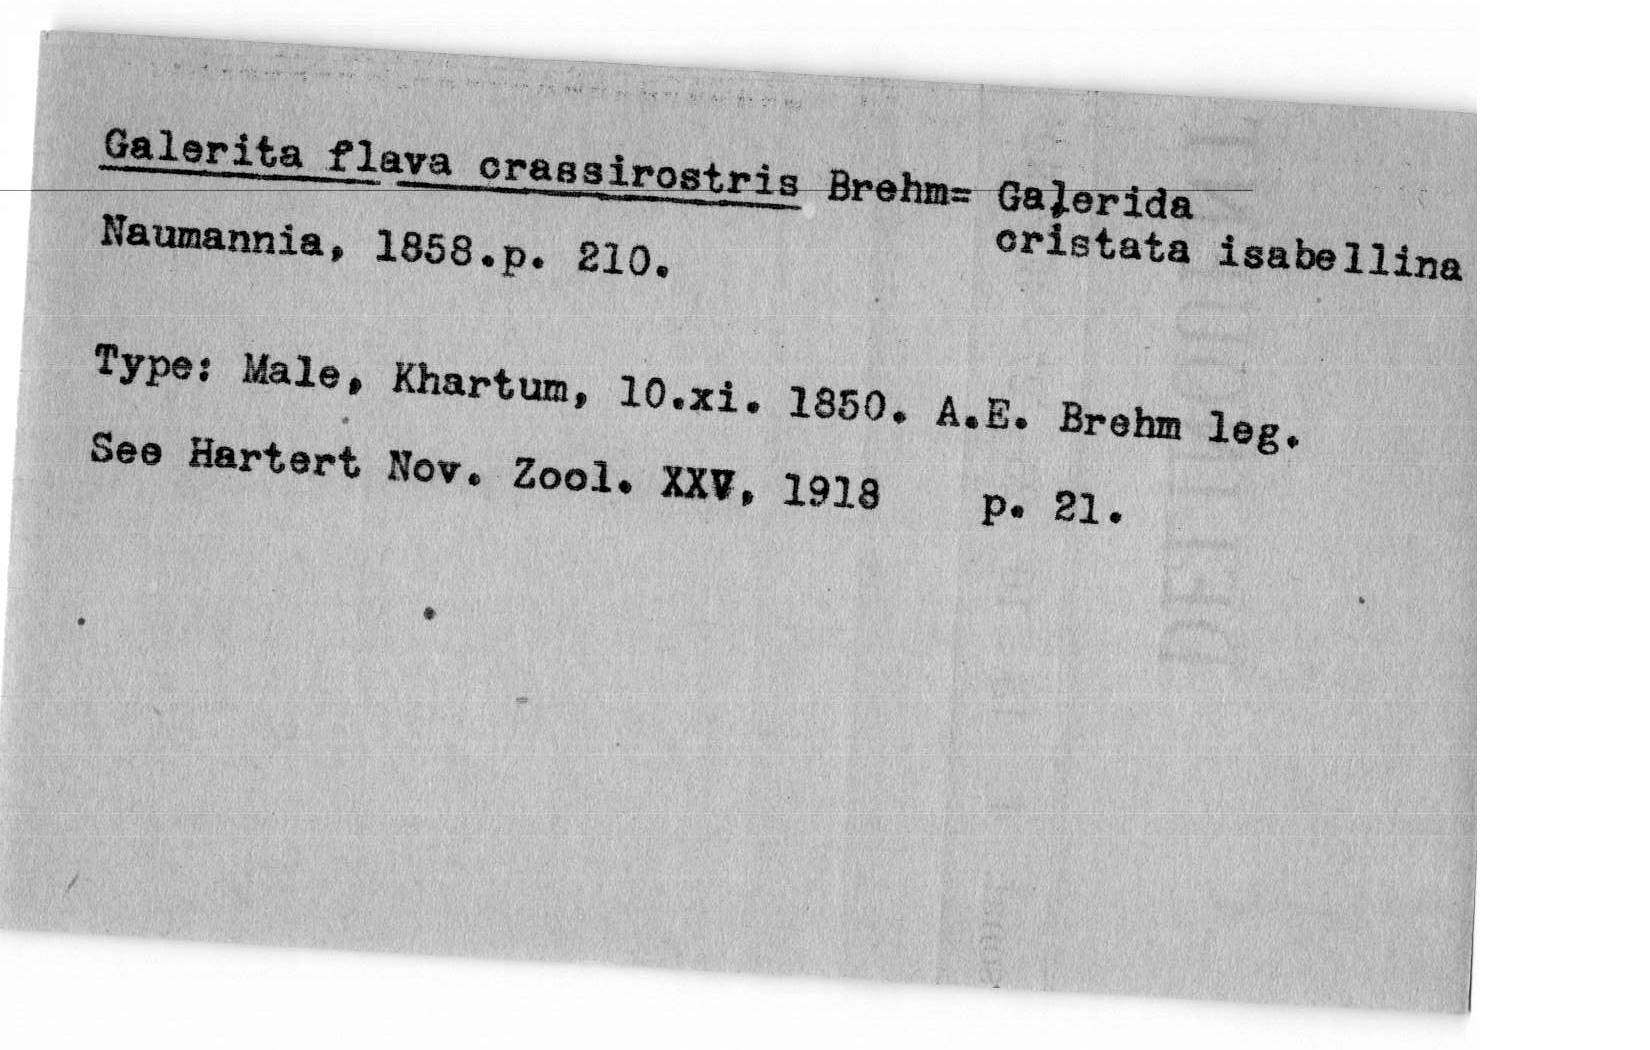 Galerita flava crassirostris Brehm= Galerida
cristata isabellina
Naumannia, 1858.p. 210.
Type: Male, Khartum, 10.xi. 1850. A.E. Brehm leg.
See Hartert Nov. Zool. XXV, 1918 p. 21.